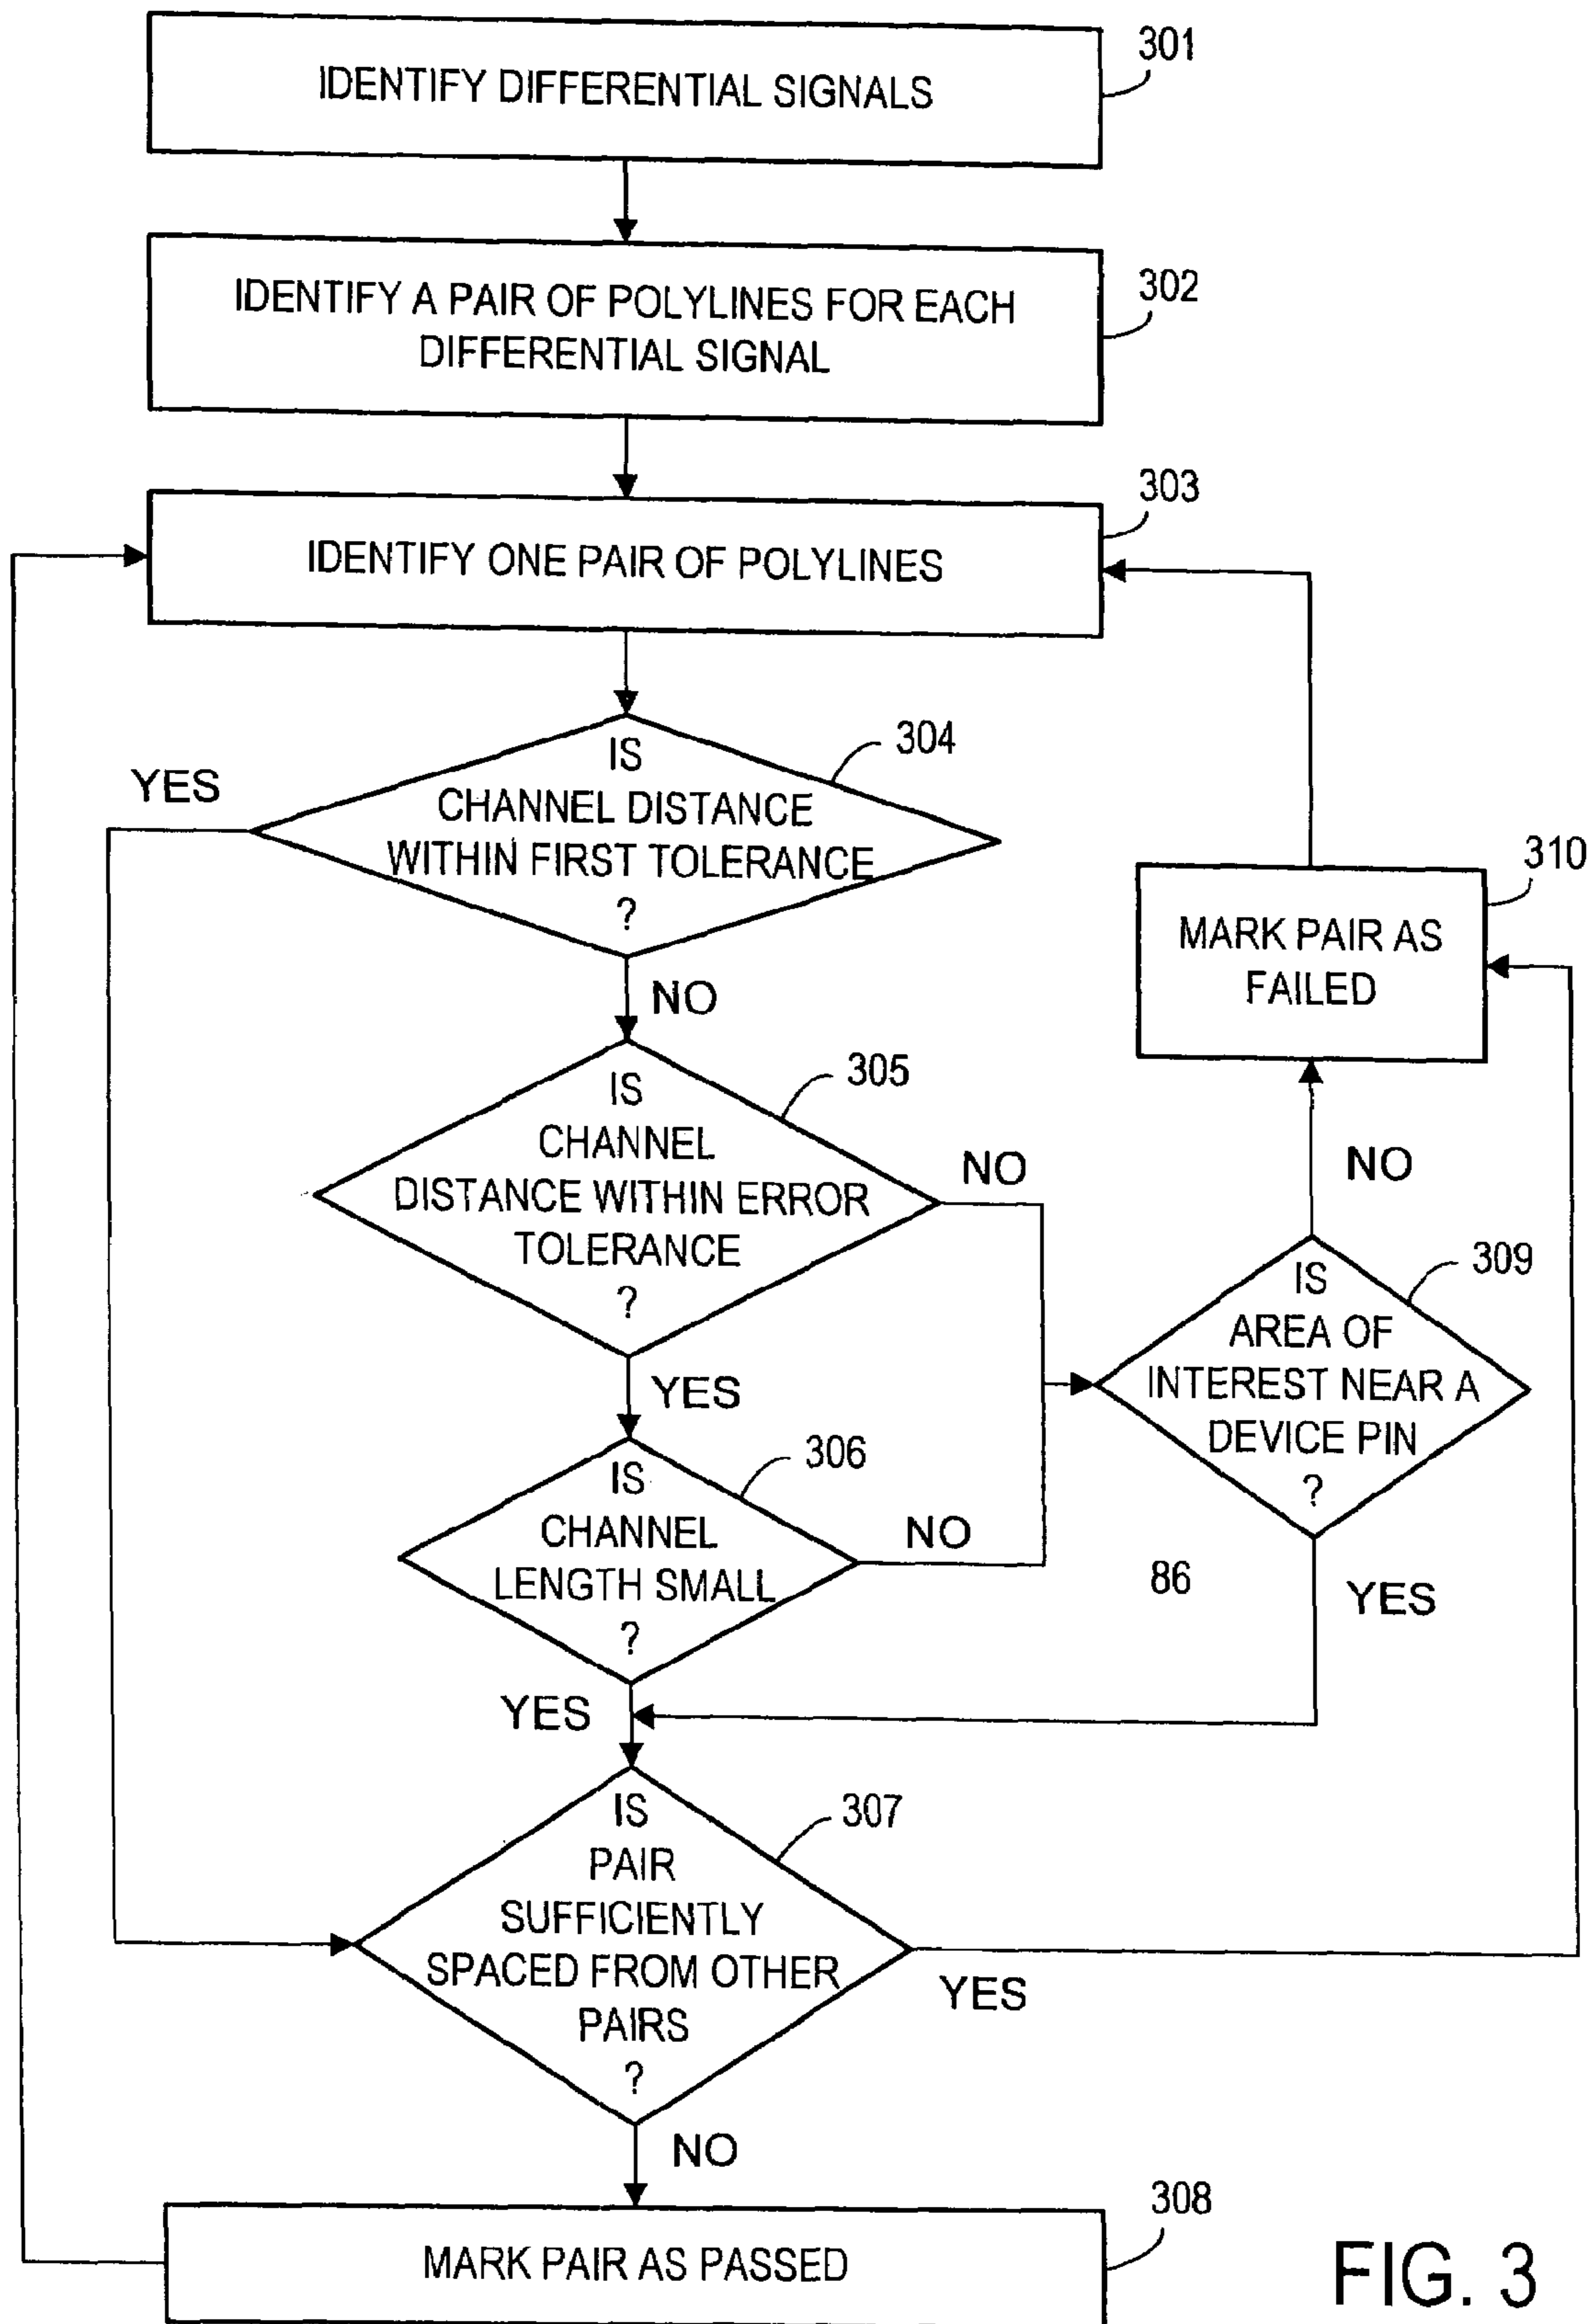 301
IDENTIFY DIFFERENTIAL SIGNALS
302
IDENTIFY A PAIR OF POLYLINES FOR EACH
DIFFERENTIAL SIGNAL
303
IDENTIFY ONE PAIR OF POLYLINES
304
YES
IS
CHANNEL DISTANCE
WITHIN FIRST TOLERANCE
?
NO
310
MARK PAIR AS
FAILED
305
IS
CHANNEL
DISTANCE WITHIN ERROR
TOLERANCE
?
NO
YES
NO
309
IS
AREA OF
INTEREST NEAR A
DEVICE PIN
?
306
IS
CHANNEL
LENGTH SMALL
?
NO
86
YES
YES
307
IS
PAIR
SUFFICIENTLY
SPACED FROM OTHER
PAIRS
?
YES
NO
308
MARK PAIR AS PASSED
FIG. 3